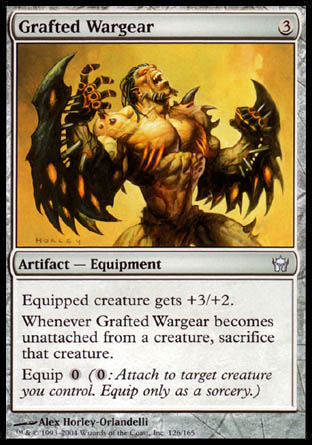 Grafted Wargear 3
HORLEY
Artifact — Equipment
Equipped creature gets +3/+2.
Whenever Grafted Wargear becomes
unattached from a creature, sacrifice
that creature.
Equip 0 (0: Attach to target creature
you control. Equip only as a sorcery.)
Alex Horley-Orlandelli
™ & © 1993–2004 Wizards of the Coast, Inc. 126/165